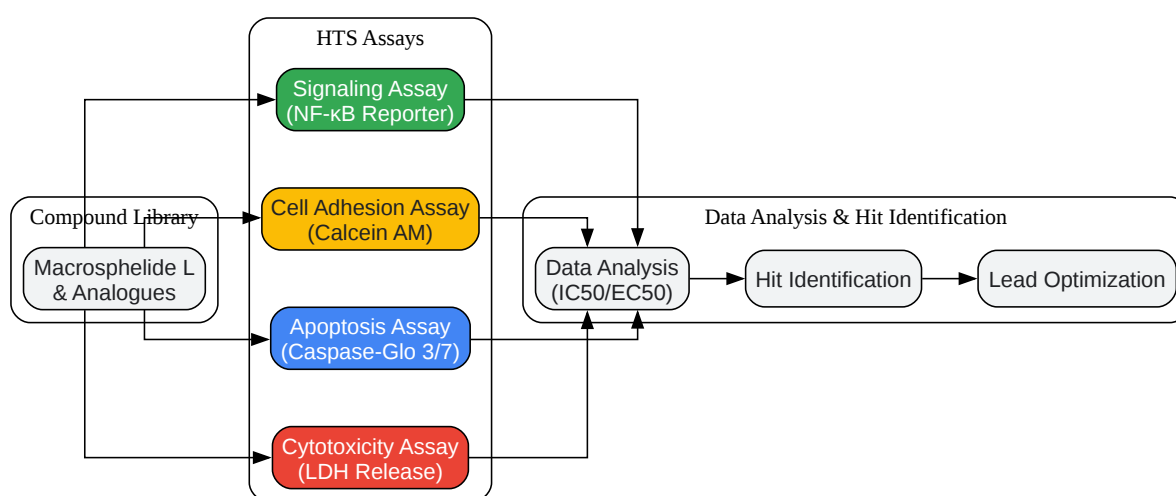 HTS Assays
Signaling Assay
(NF-κB Reporter)
Cell Adhesion Assay
(Calcein AM)
Apoptosis Assay
(Caspase-Glo 3/7)
Cytotoxicity Assay
(LDH Release)
Compound Library
Macrosphelide L
& Analogues
Data Analysis & Hit Identification
Data Analysis
(IC50/EC50)
Hit Identification
Lead Optimization